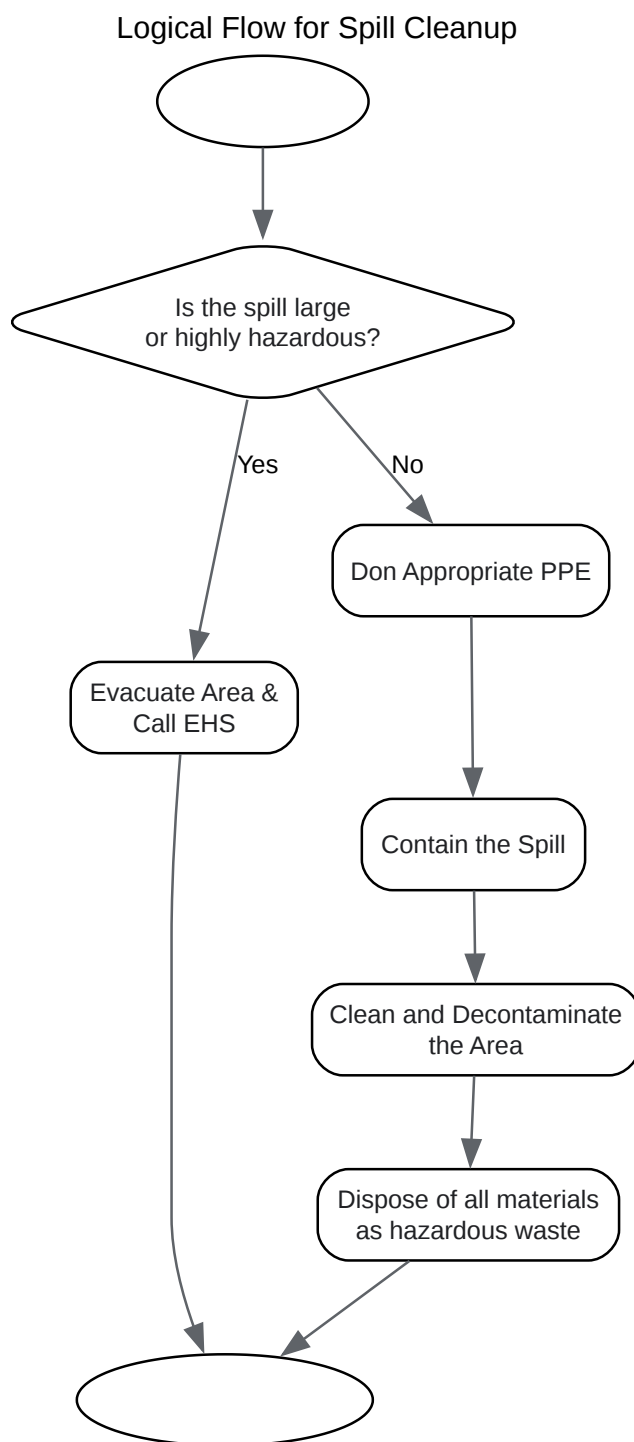 Logical Flow for Spill Cleanup
Is the spill large
or highly hazardous?
Yes
No
Don Appropriate PPE
Evacuate Area &
Call EHS
Contain the Spill
Clean and Decontaminate
the Area
Dispose of all materials
as hazardous waste